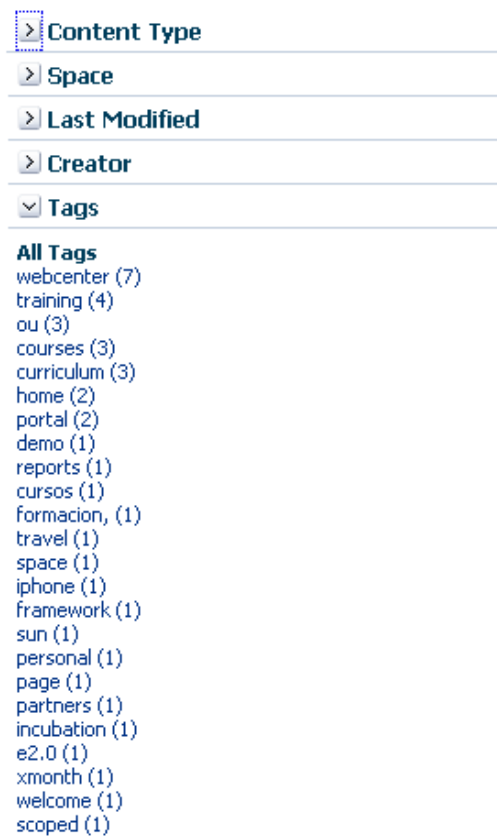 Content Type
Space
Last Modified
Creator
Tags
All Tags
webcenter (7)
training (4)
ou (3)
courses (3)
curriculum (3)
home (2)
portal (2)
demo (1)
reports (1)
cursos (1)
formacion, (1)
travel (1)
space (1)
iphone (1)
framework (1)
sun (1)
personal (1)
page (1)
partners (1)
incubation (1)
e2.0 (1)
xmonth (1)
welcome (1)
scoped (1)